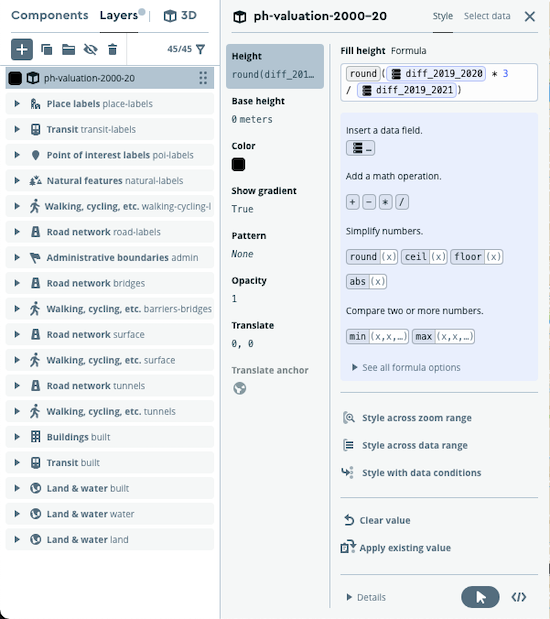 Components
Layers
3D
45/45
ph-valuation-2000-20
Place labels place-labels
Transit transit-labels
Point of interest labels poi-labels
Natural features natural-labels
Walking, cycling, etc. walking-cycling-l
Road network road-labels
Administrative boundaries admin
Road network bridges
Walking, cycling, etc. barriers-bridges
Road network surface
Walking, cycling, etc. surface
Road network tunnels
Walking, cycling, etc. tunnels
Buildings built
Transit built
Land & water built
Land & water water
Land & water land
ph-valuation-2000-20
Style
Select data
Height
round(diff_201…
Base height
0 meters
Color
Show gradient
True
Pattern
None
Opacity
1
Translate
0, 0
Translate anchor
Fill height Formula
round ( diff_2019_2020 * 3
/ diff_2019_2021 )
Insert a data field.
…
Add a math operation.
+ − * /
Simplify numbers.
round (x) ceil (x) floor (x)
abs (x)
Compare two or more numbers.
min (x,x,…) max (x,x,…)
See all formula options
Style across zoom range
Style across data range
Style with data conditions
Clear value
Apply existing value
Details
</>